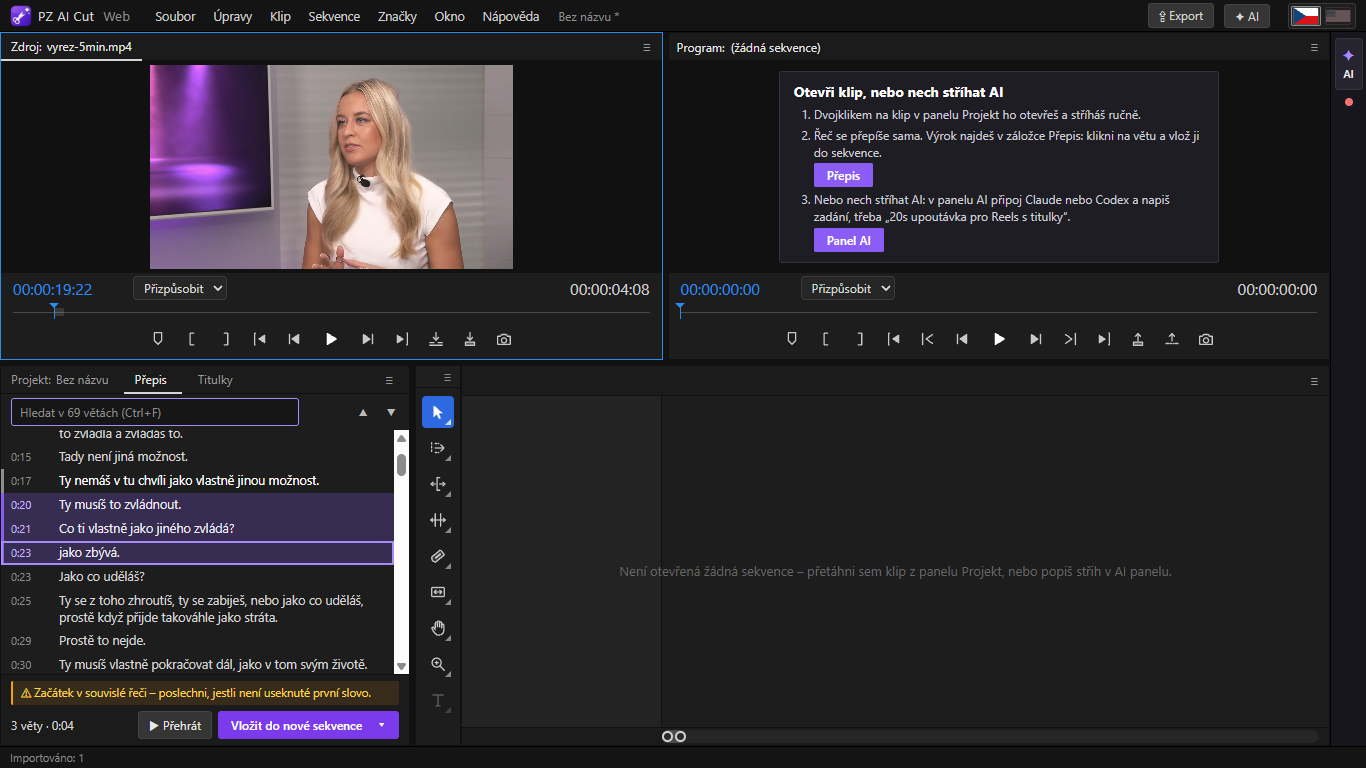 PZ AI Cut Web Soubor Úpravy Klip Sekvence Značky Okno Nápověda Bez názvu * Export AI
Zdroj: vyrez-5min.mp4
Program: (žádná sekvence)
AI
Otevři klip, nebo nech stříhat AI
1. Dvojklikem na klip v panelu Projekt ho otevřeš a stříháš ručně.
2. Řeč se přepíše sama. Výrok najdeš v záložce Přepis: klikni na větu a vlož ji
do sekvence.
Přepis
3. Nebo nech stříhat AI: v panelu AI připoj Claude nebo Codex a napiš
zadání, třeba „20s upoutávka pro Reels s titulky“.
Panel AI
00:00:19:22 Přizpůsobit 00:00:04:08
00:00:00:00 Přizpůsobit 00:00:00:00
Projekt: Bez názvu Přepis Titulky
Hledat v 69 větách (Ctrl+F)
to zvládla a zvládáš to.
0:15 Tady není jiná možnost.
0:17 Ty nemáš v tu chvíli jako vlastně jinou možnost.
0:20 Ty musíš to zvládnout.
0:21 Co ti vlastně jako jiného zvládá?
0:23 jako zbývá.
0:23 Jako co uděláš?
0:25 Ty se z toho zhroutíš, ty se zabiješ, nebo jako co uděláš,
prostě když přijde takováhle jako stráta.
0:29 Prostě to nejde.
0:30 Ty musíš vlastně pokračovat dál, jako v tom svým životě.
Začátek v souvislé řeči – poslechni, jestli není useknuté první slovo.
3 věty · 0:04 Přehrát Vložit do nové sekvence
Není otevřená žádná sekvence – přetáhni sem klip z panelu Projekt, nebo popiš střih v AI panelu.
Importováno: 1